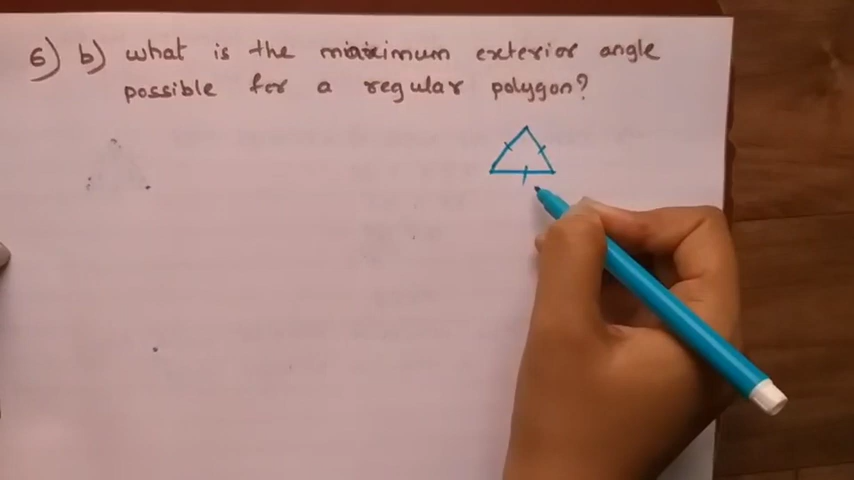 6) b) what is the maximum exterior angle
possible for a regular polygon?